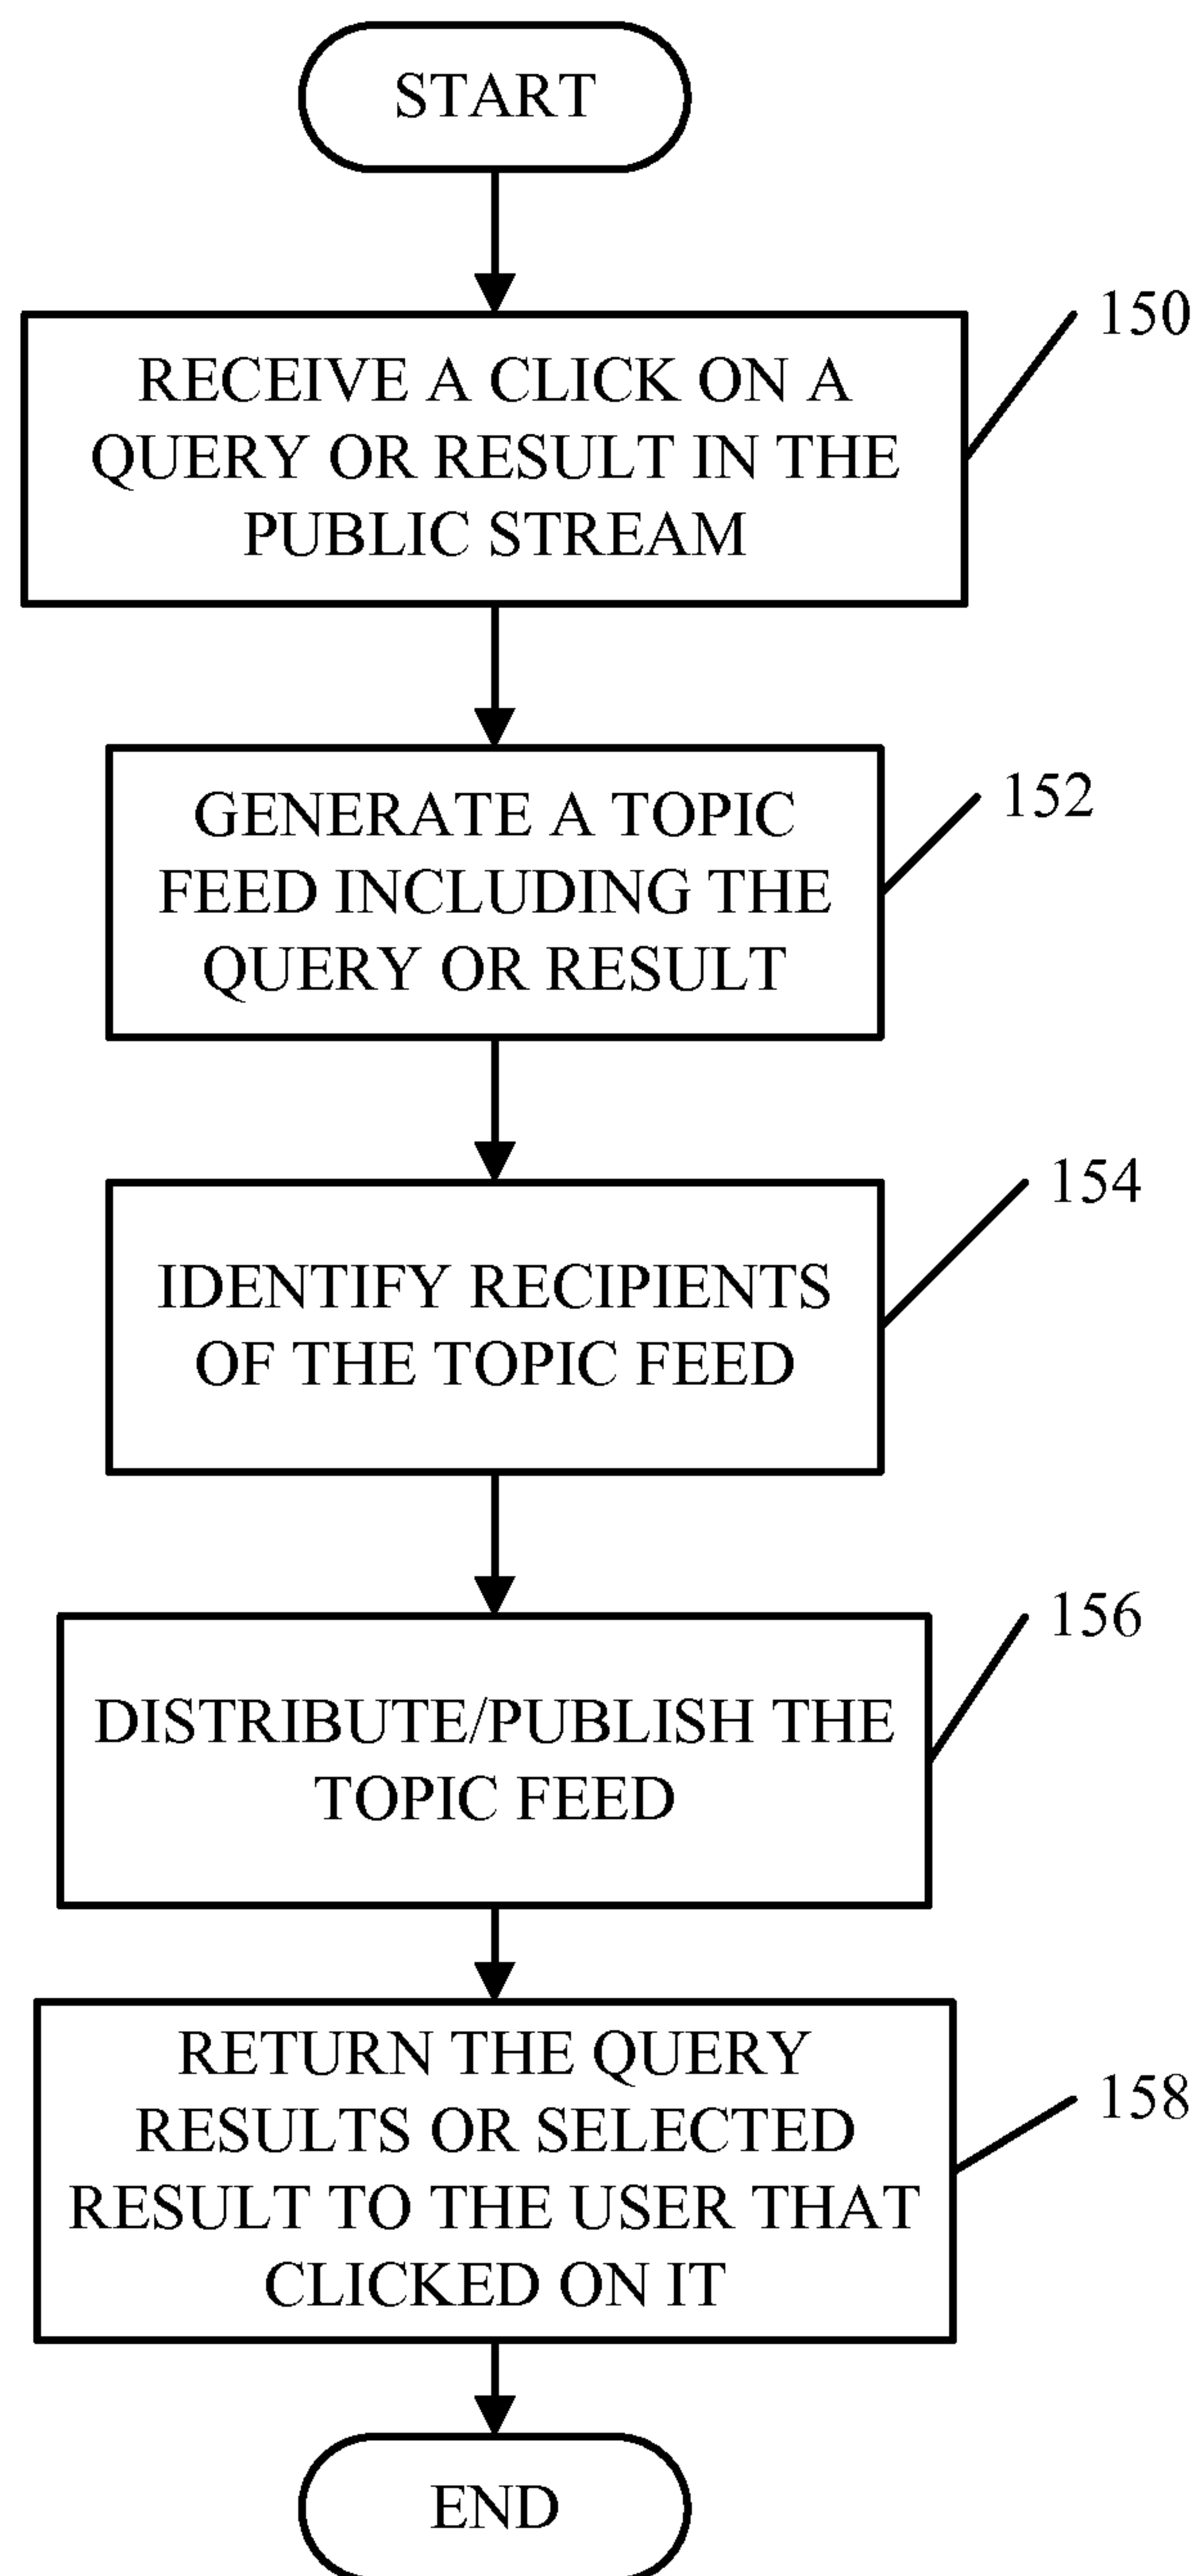 START
150
RECEIVE A CLICK ON A
QUERY OR RESULT IN THE
PUBLIC STREAM
152
GENERATE A TOPIC
FEED INCLUDING THE
QUERY OR RESULT
154
IDENTIFY RECIPIENTS
OF THE TOPIC FEED
156
DISTRIBUTE/PUBLISH THE
TOPIC FEED
158
RETURN THE QUERY
RESULTS OR SELECTED
RESULT TO THE USER THAT
CLICKED ON IT
END